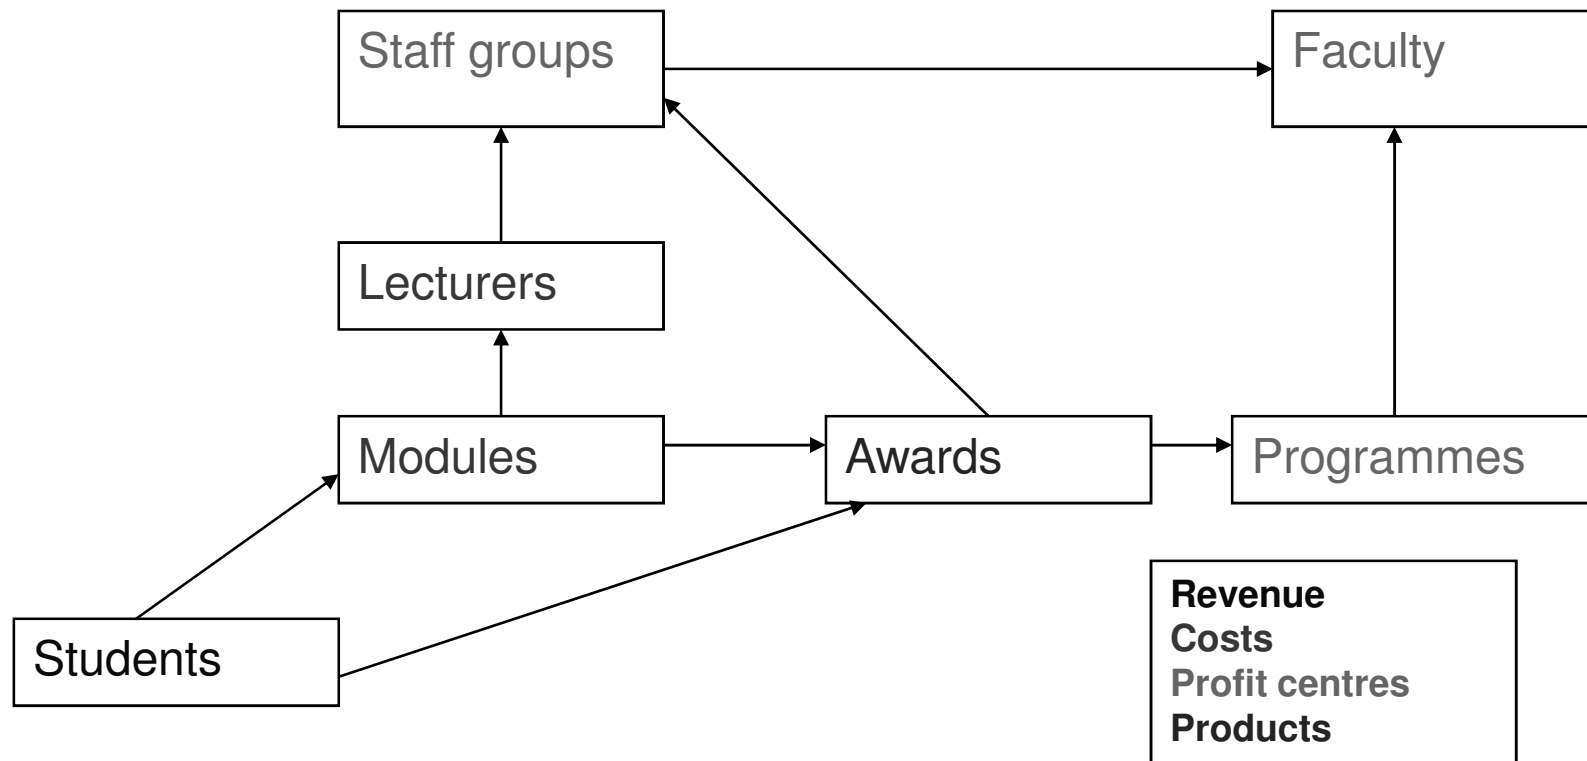 Staff groups
Faculty
Lecturers
Modules
Awards
Programmes
Students
Revenue
Costs
Profit centres
Products